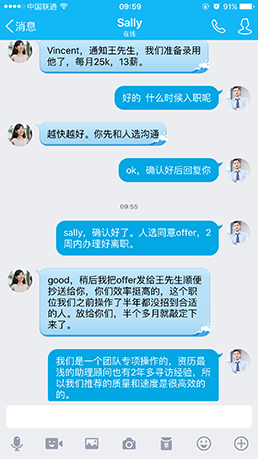 中国联通
09:59
91%
消息
Sally
在线
Vincent，通知王先生，我们准备录用
他了，每月25k，13薪。
好的 什么时候入职呢
越快越好。你先和人选沟通
ok，确认好后回复你
09:55
sally，确认好了。人选同意offer，2
周内办理好离职。
good，稍后我把offer发给王先生顺便
抄送给你，你们效率挺高的，这个职
位我们之前操作了半年都没招到合适
的人。放给你们，半个多月就敲定下
来了。
我们是一个团队专项操作的，资历最
浅的助理顾问也有2年多寻访经验，所
以我们推荐的质量和速度是很高效的
的。